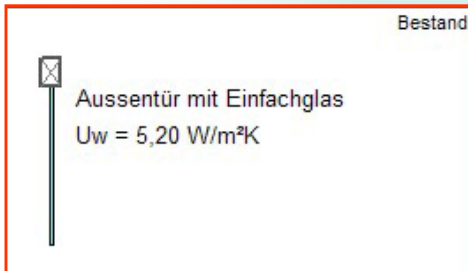 Bestand
Aussentür mit Einfachglas
Uw = 5,20 W/m²K